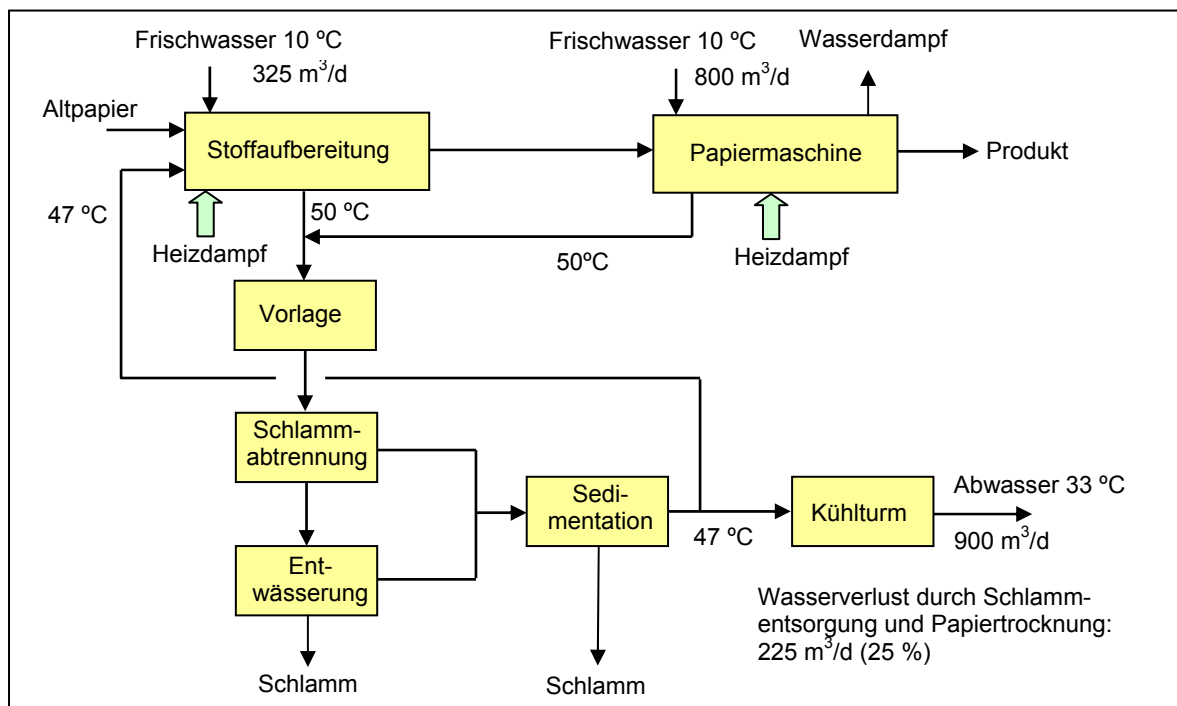 Frischwasser 10 ºC
325 m³/d
Frischwasser 10 ºC
800 m³/d
Wasserdampf
Altpapier
Stoffaufbereitung
Papiermaschine
Produkt
47 ºC
50 ºC
Heizdampf
50ºC
Heizdampf
Vorlage
Schlamm-
abtrennung
Sedi-
mentation
47 ºC
Kühlturm
Abwasser 33 ºC
900 m³/d
Ent-
wässerung
Wasserverlust durch Schlamm-
entsorgung und Papiertrocknung:
225 m³/d (25 %)
Schlamm
Schlamm